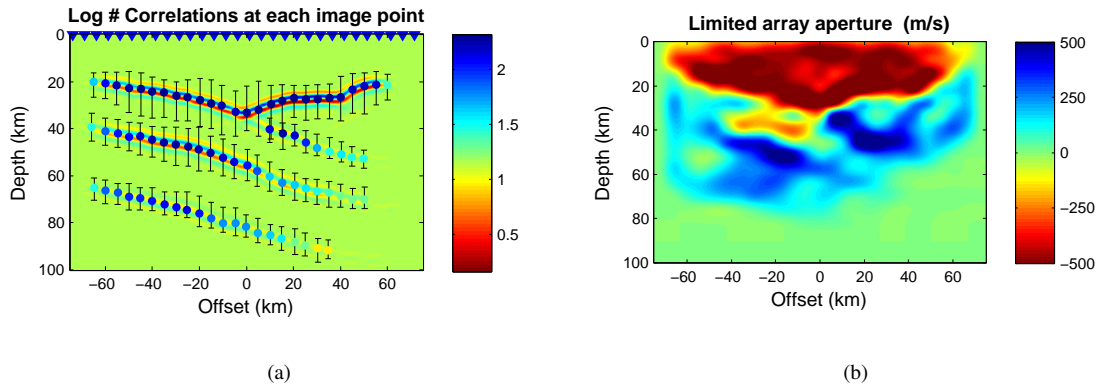 Log # Correlations at each image point
0
20
40
60
80
100
Depth (km)
−60 −40 −20 0 20 40 60
Offset (km)
2
1.5
1
0.5
(a)
Limited array aperture (m/s)
0
20
40
60
80
100
Depth (km)
−60 −40 −20 0 20 40 60
Offset (km)
500
250
0
−250
−500
(b)